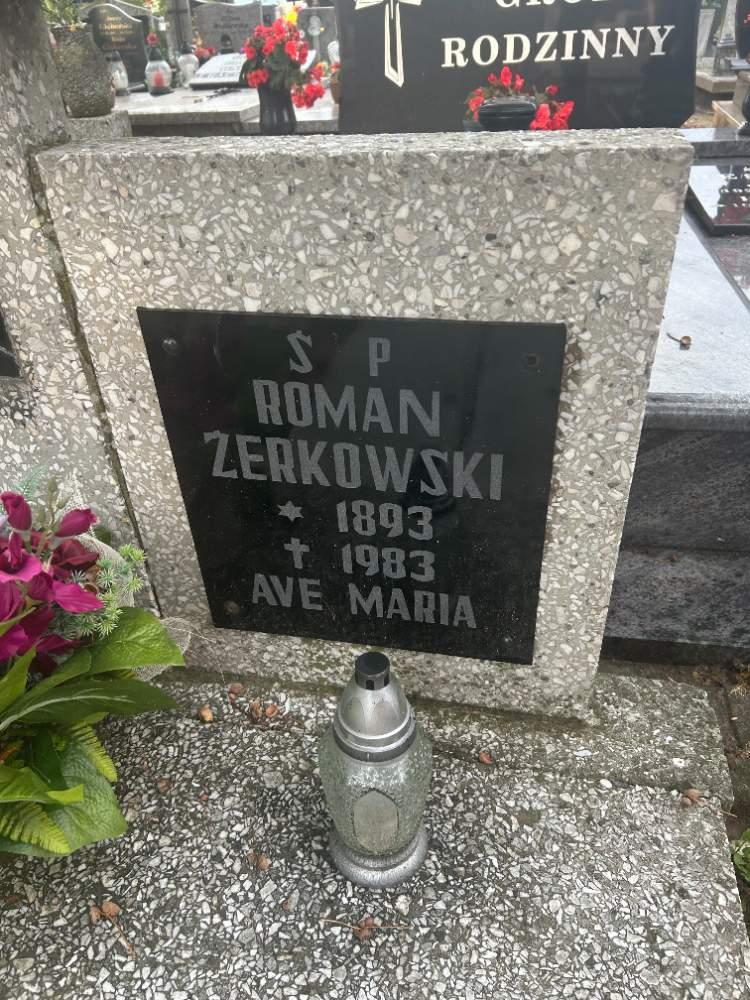 RODZINNY
Ś P
ROMAN
ŻERKOWSKI
* 1893
✝ 1983
AVE MARIA